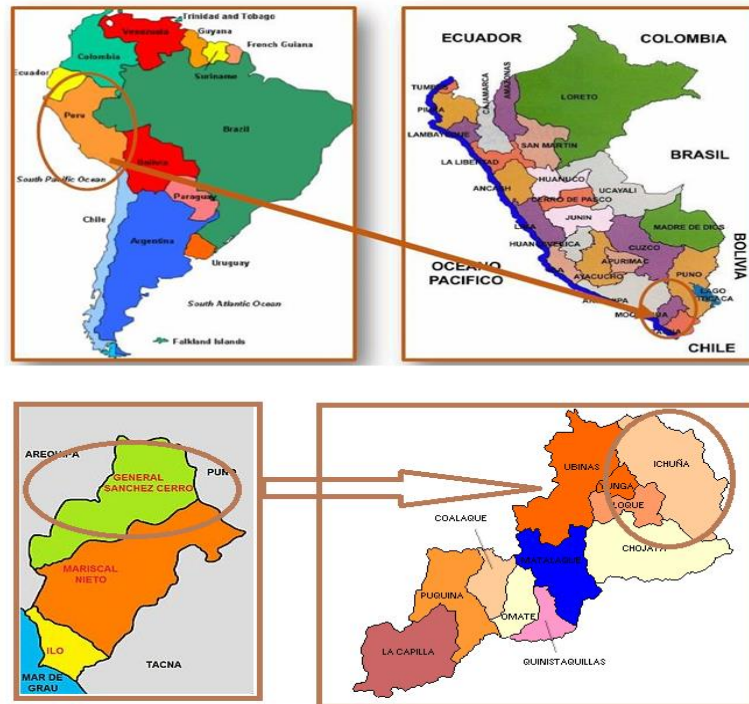 Trinidad and Tobago
Venezuela
Guyana
French Guiana
Colombia
Suriname
Ecuador
Peru
Brazil
Bolivia
South Pacific Ocean
Paraguay
Chile
Argentina
Uruguay
South Atlantic Ocean
Falkland Islands
ECUADOR
COLOMBIA
TUMBES
PIURA
CAJAMARCA
AMAZONAS
LORETO
LAMBAYEQUE
SAN MARTIN
LA LIBERTAD
BRASIL
HUANUCO
ANCASH
UCAYALI
CERRO DE PASCO
JUNIN
LIMA
MADRE DE DIOS
HUANCAVELICA
CUZCO
BOLIVIA
OCEANO
PACIFICO
APURIMAC
AYACUCHO
PUNO
LAGO
CHILE
AREQUIPA
PUNO
GENERAL
SANCHEZ CERRO
MARISCAL
NIETO
ILO
MAR DE
GRAU
TACNA
UBINAS
ICHUÑA
YUNGA
LLOQUE
COALAQUE
CHOJATA
MATALAQUE
PUQUINA
OMATE
LA CAPILLA
QUINISTAQUILLAS